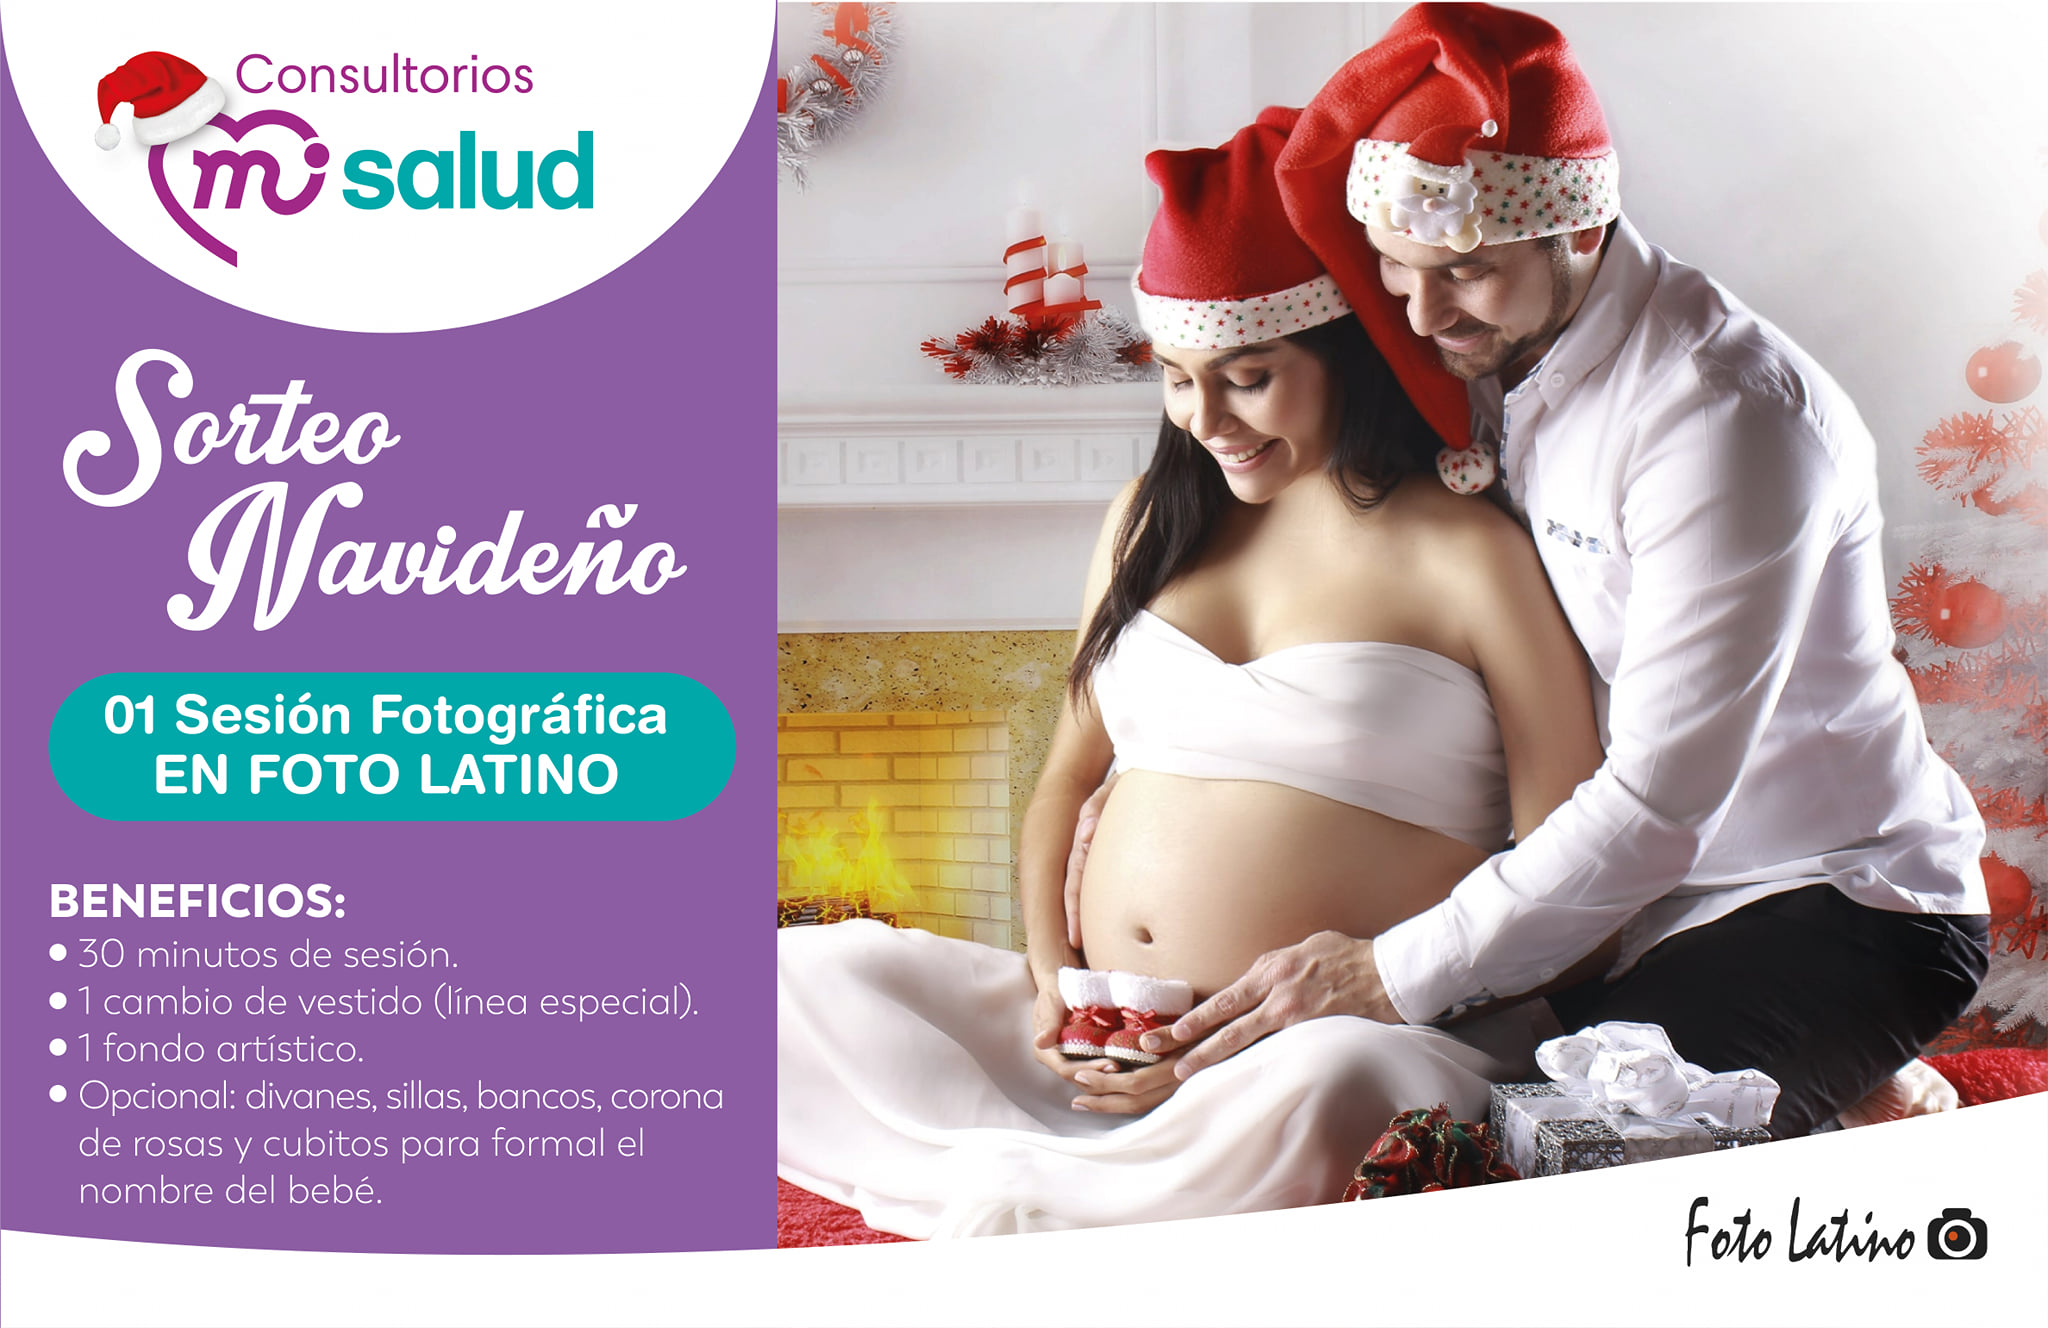 Consultorios
mi salud
Sorteo
Navideño
01 Sesión Fotográfica
EN FOTO LATINO
BENEFICIOS:
• 30 minutos de sesión.
• 1 cambio de vestido (línea especial).
• 1 fondo artístico.
• Opcional: divanes, sillas, bancos, corona
de rosas y cubitos para formal el
nombre del bebé.
Foto Latino